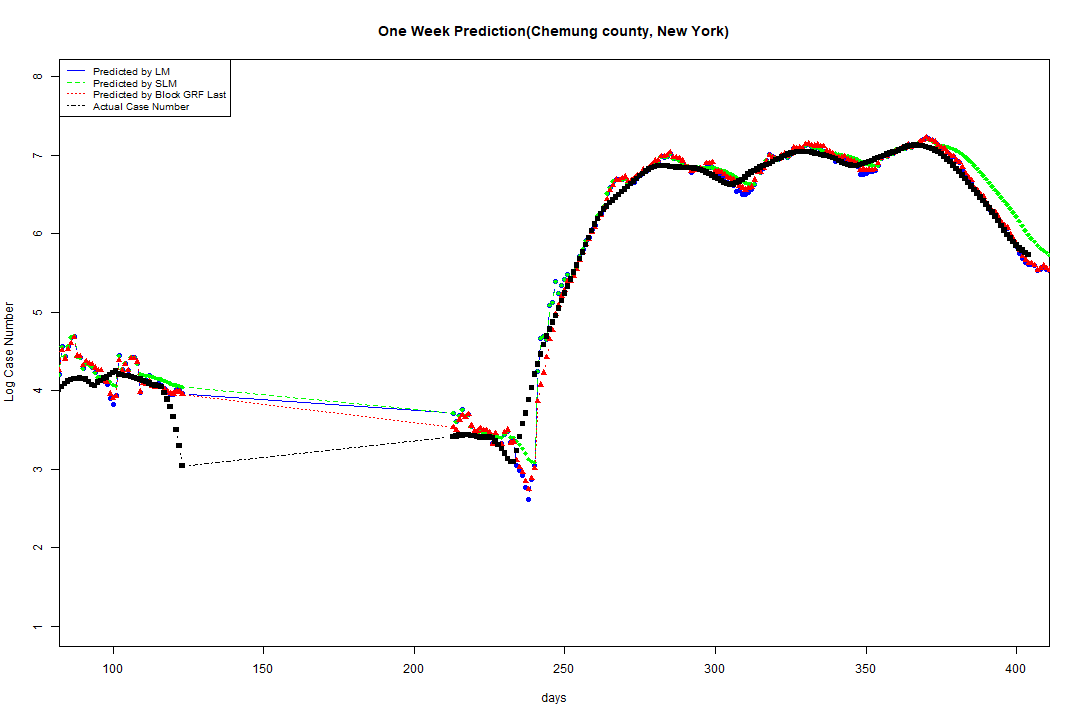 One Week Prediction(Chemung county, New York)
Predicted by LM
Predicted by SLM
Predicted by Block GRF Last
Actual Case Number
8
7
6
5
4
3
2
1
Log Case Number
100 150 200 250 300 350 400
days